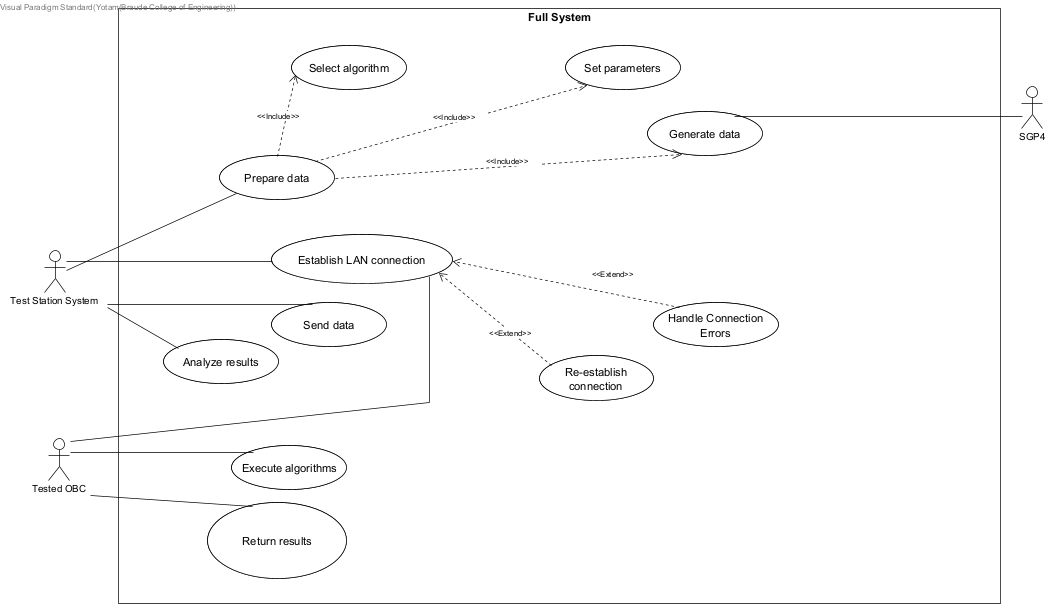 Visual Paradigm Standard(Yotam(Braude College of Engineering))
Full System
Select algorithm
Set parameters
<<Include>>
<<Include>>
Generate data
SGP4
<<Include>>
Prepare data
Establish LAN connection
<<Extend>>
Test Station System
Send data
Handle Connection
Errors
<<Extend>>
Analyze results
Re-establish
connection
Execute algorithms
Tested OBC
Return results